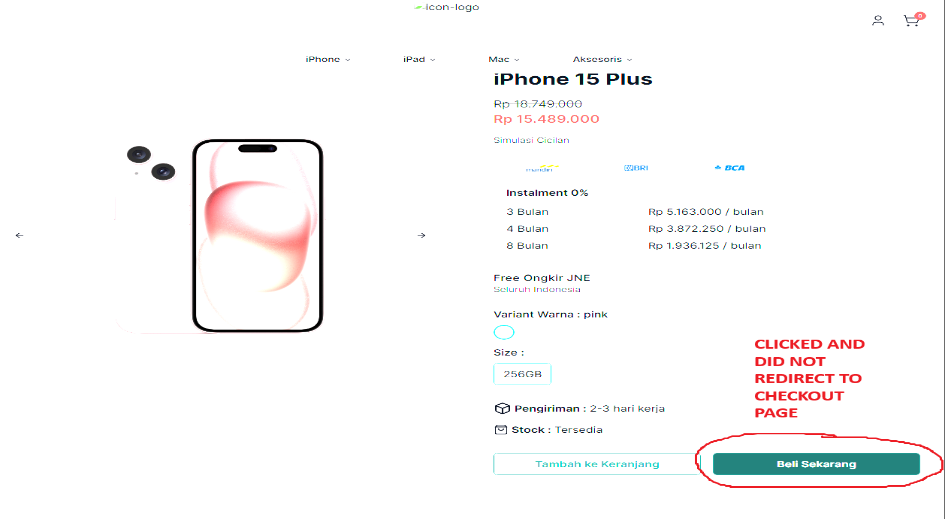 icon-logo
0
iPhone
iPad
Mac
Aksesoris
iPhone 15 Plus
Rp 18.749.000
Rp 15.489.000
Simulasi Cicilan
mandiri
BRI
BCA
Instalment 0%
3 Bulan Rp 5.163.000 / bulan
4 Bulan Rp 3.872.250 / bulan
8 Bulan Rp 1.936.125 / bulan
Free Ongkir JNE
Seluruh Indonesia
Variant Warna : pink
Size :
256GB
CLICKED AND
DID NOT
REDIRECT TO
CHECKOUT
PAGE
Pengiriman : 2-3 hari kerja
Stock : Tersedia
Tambah ke Keranjang
Beli Sekarang